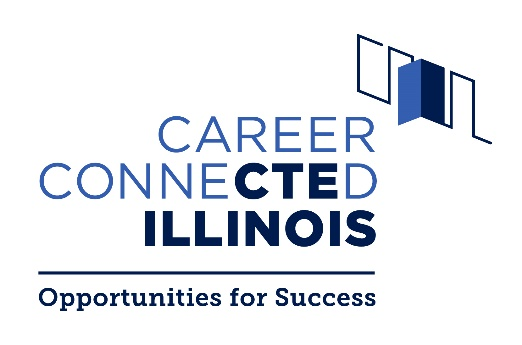 CAREER
CONNECTED
ILLINOIS
Opportunities for Success